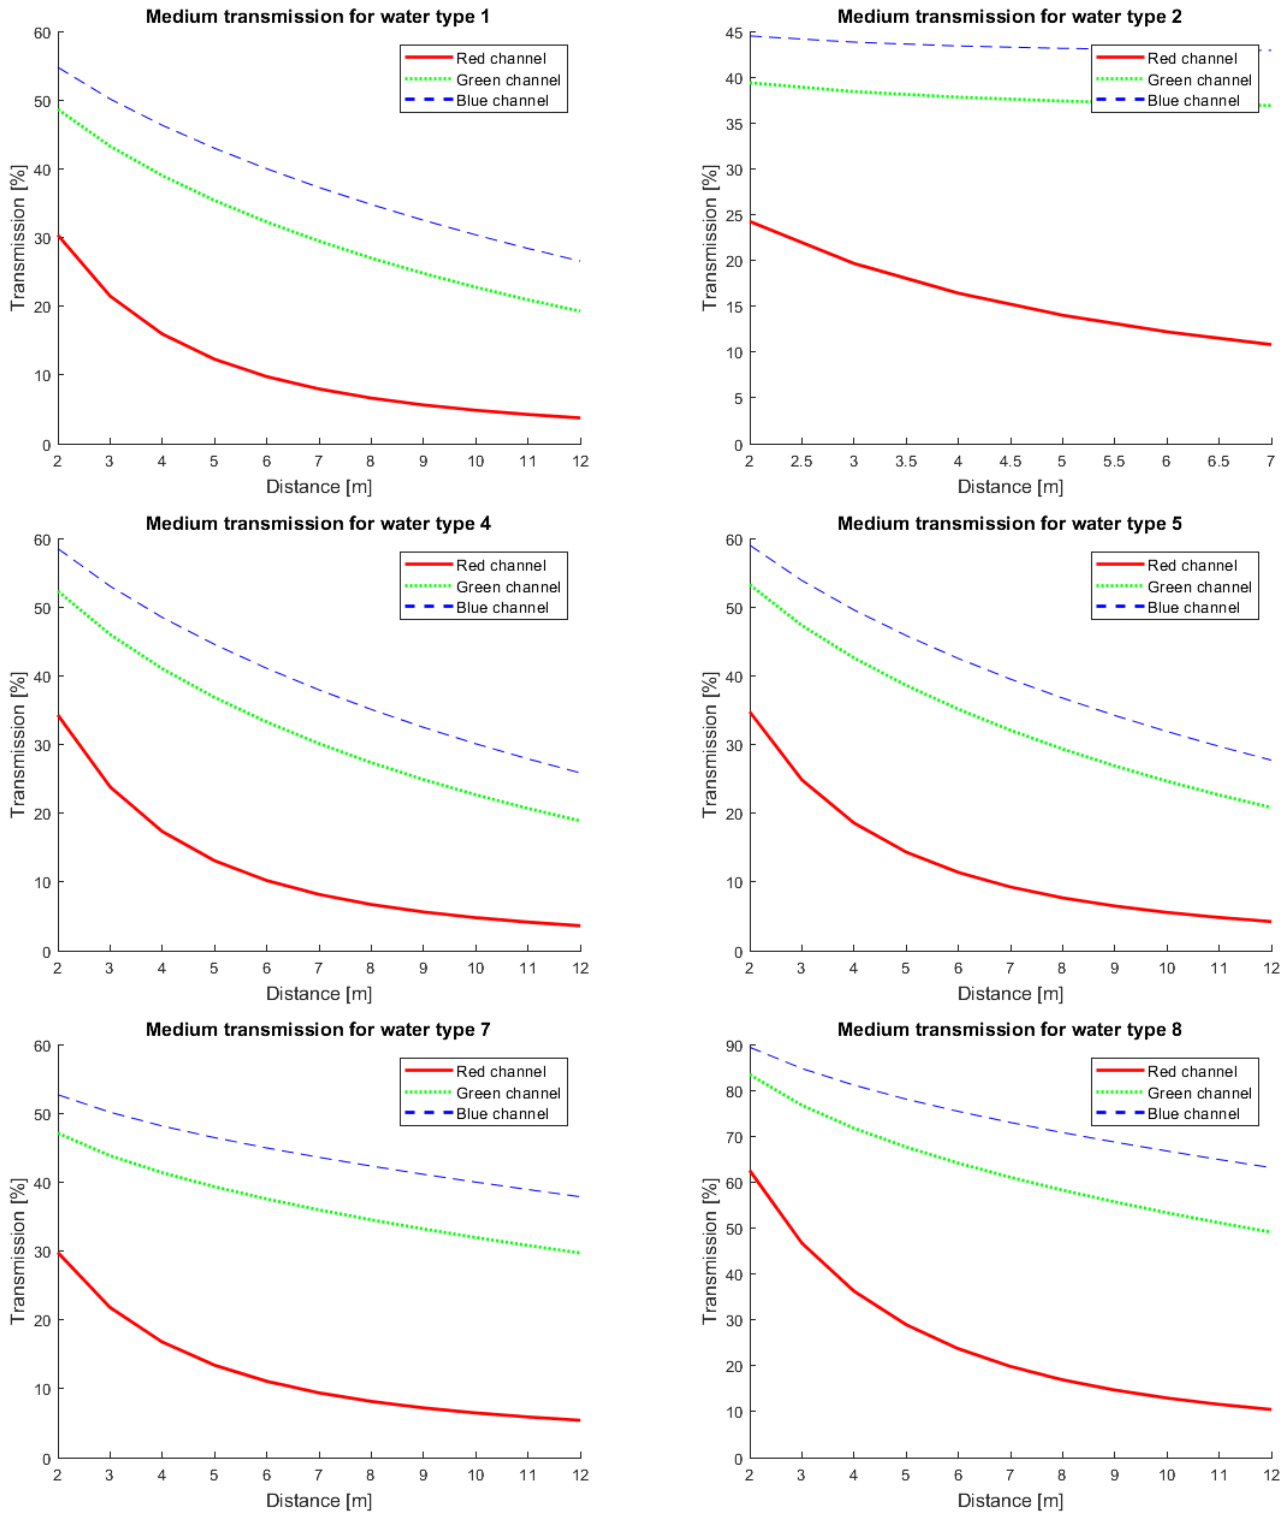 Medium transmission for water type 1
60
50
40
30
20
10
0
Transmission [%]
Red channel
Green channel
Blue channel
2 3 4 5 6 7 8 9 10 11 12
Distance [m]
Medium transmission for water type 2
45
40
35
30
25
20
15
10
5
0
Transmission [%]
Red channel
Green channel
Blue channel
2 2.5 3 3.5 4 4.5 5 5.5 6 6.5 7
Distance [m]
Medium transmission for water type 4
60
50
40
30
20
10
0
Transmission [%]
Red channel
Green channel
Blue channel
2 3 4 5 6 7 8 9 10 11 12
Distance [m]
Medium transmission for water type 5
60
50
40
30
20
10
0
Transmission [%]
Red channel
Green channel
Blue channel
2 3 4 5 6 7 8 9 10 11 12
Distance [m]
Medium transmission for water type 7
60
50
40
30
20
10
0
Transmission [%]
Red channel
Green channel
Blue channel
2 3 4 5 6 7 8 9 10 11 12
Distance [m]
Medium transmission for water type 8
90
80
70
60
50
40
30
20
10
0
Transmission [%]
Red channel
Green channel
Blue channel
2 3 4 5 6 7 8 9 10 11 12
Distance [m]